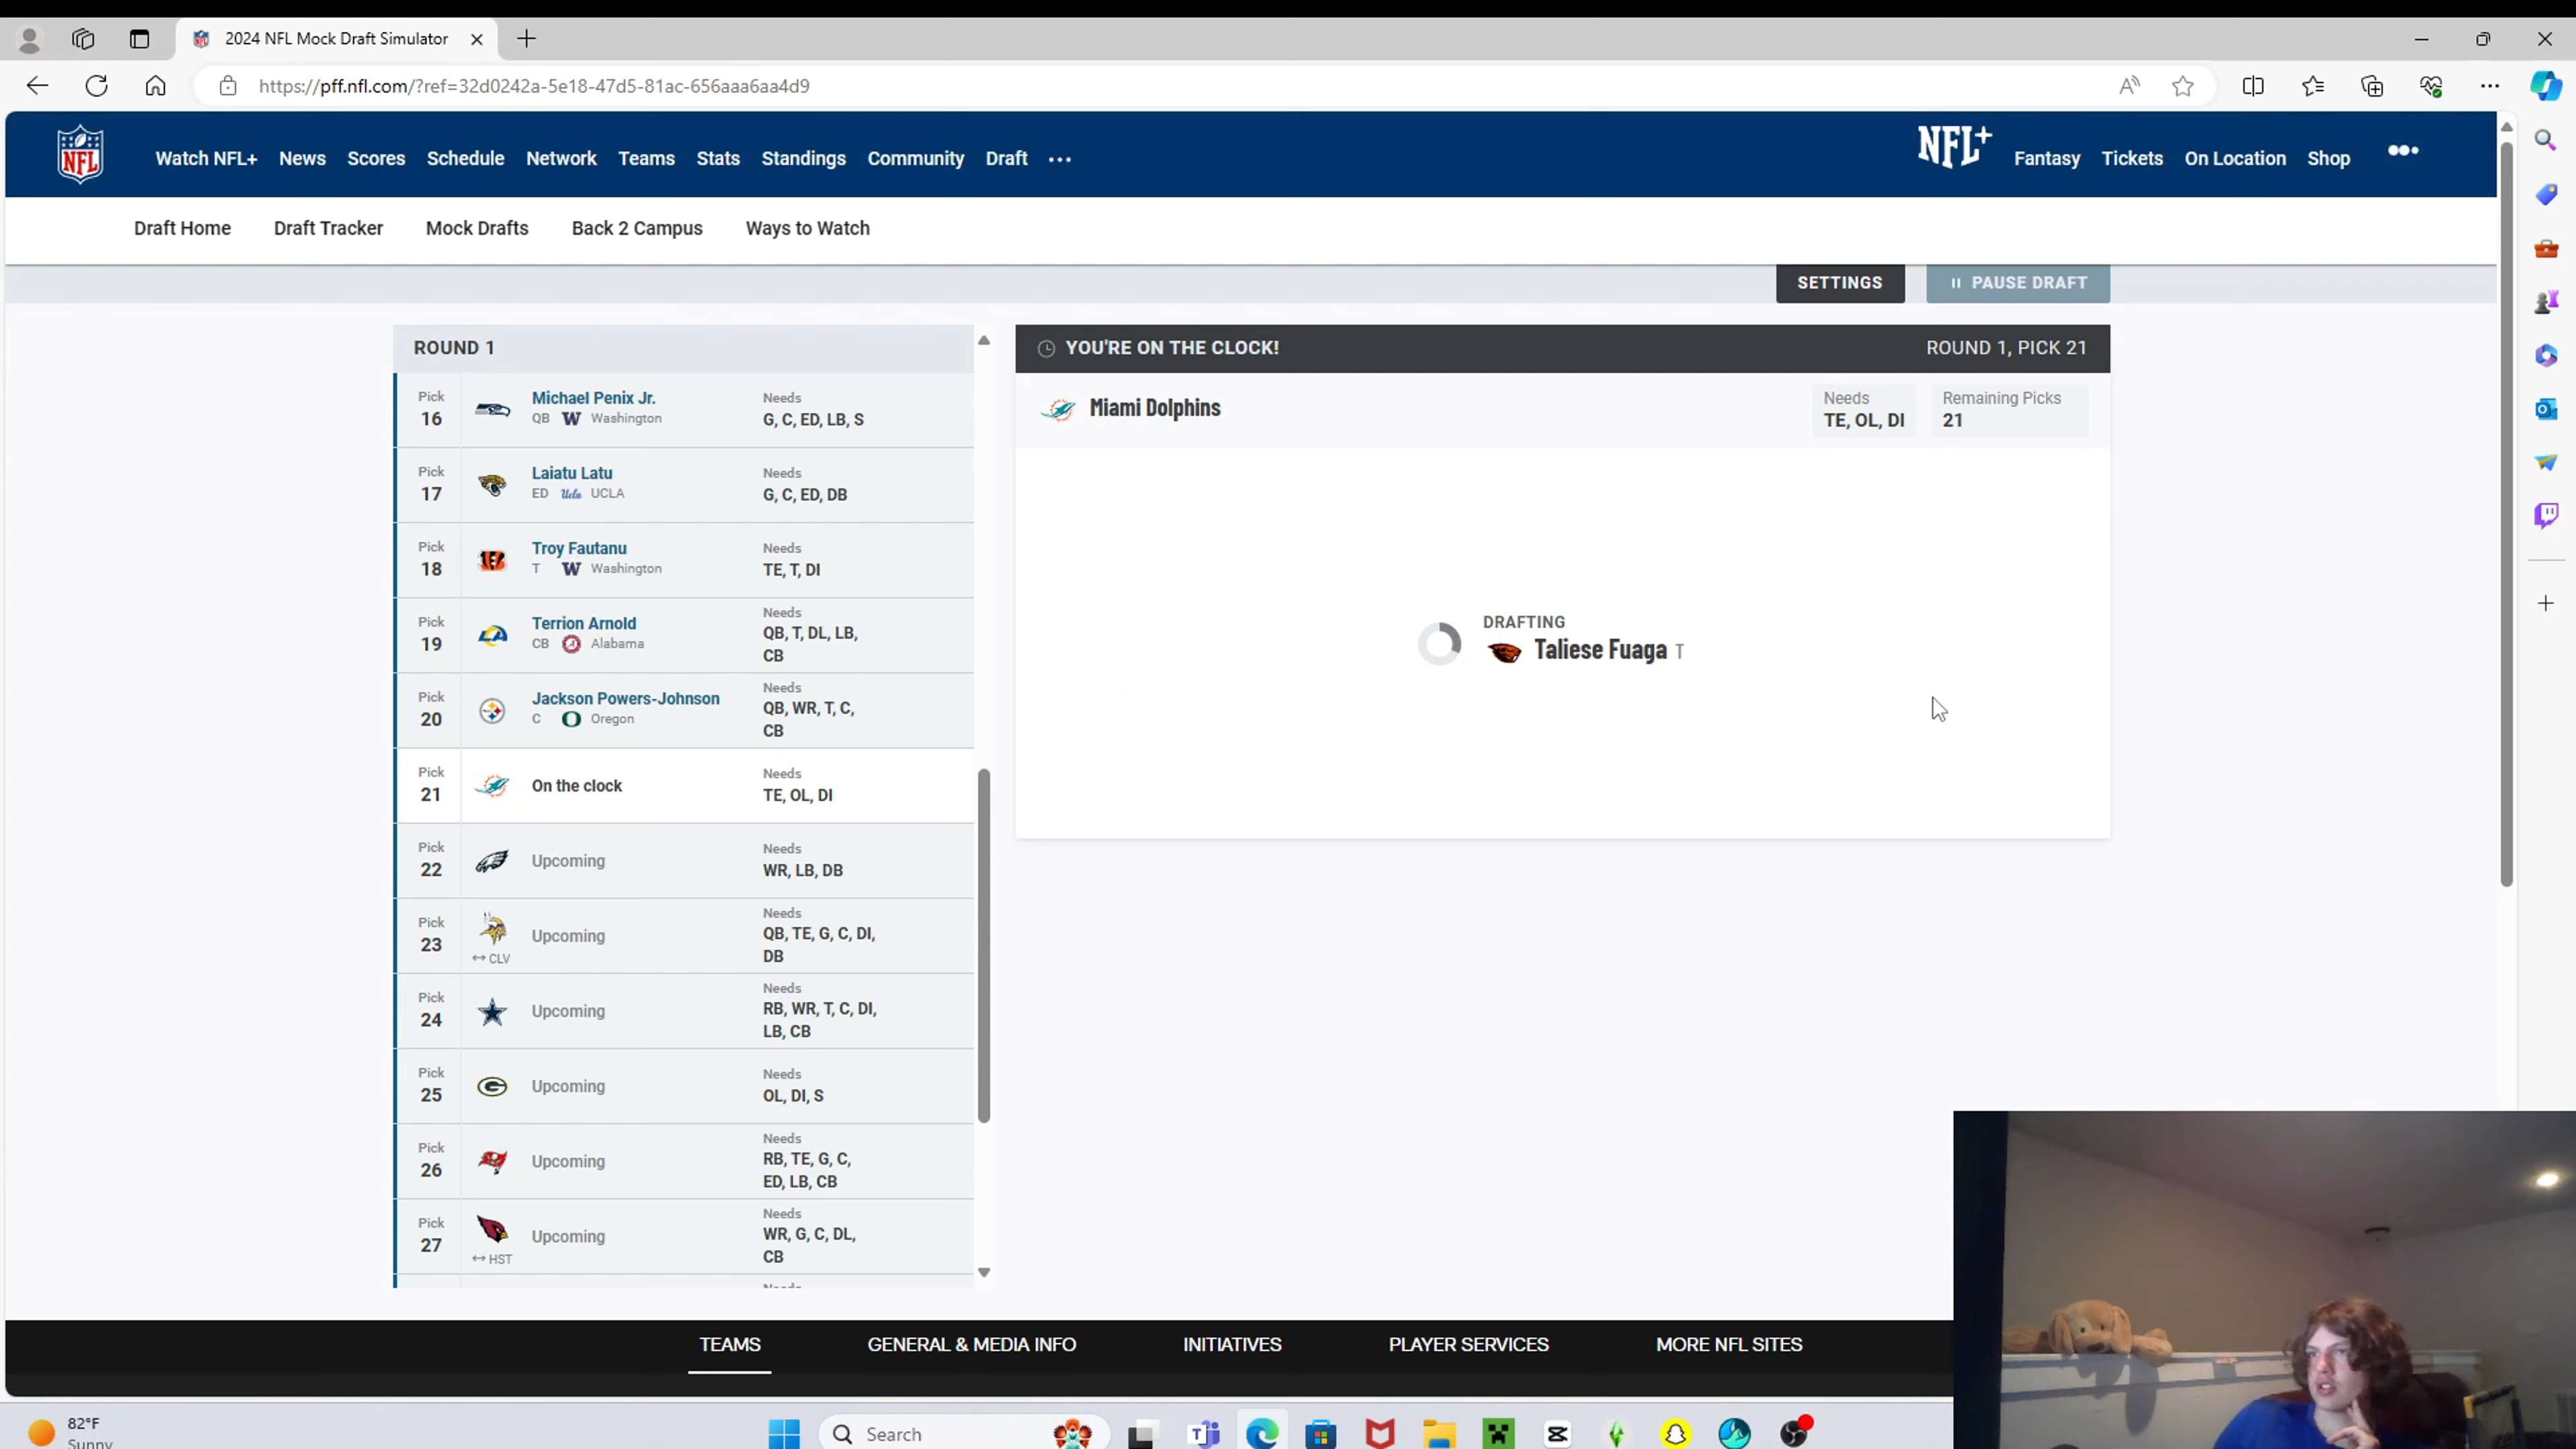 2024 NFL Mock Draft Simulator
https://pff.nfl.com/?ref=32d0242a-5e18-47d5-81ac-656aaa6aa4d9
NFL Watch NFL+ News Scores Schedule Network Teams Stats Standings Community Draft ... NFL+ Fantasy Tickets On Location Shop
Draft Home Draft Tracker Mock Drafts Back 2 Campus Ways to Watch
SETTINGS PAUSE DRAFT
ROUND 1
Pick 16 Michael Penix Jr. Needs
QB W Washington G, C, ED, LB, S
Pick 17 Laiatu Latu Needs
ED Ucla UCLA G, C, ED, DB
Pick 18 Troy Fautanu Needs
T W Washington TE, T, DI
Pick 19 Terrion Arnold Needs
CB Alabama QB, T, DL, LB,
CB
Pick 20 Jackson Powers-Johnson Needs
C O Oregon QB, WR, T, C,
CB
Pick 21 On the clock Needs
TE, OL, DI
Pick 22 Upcoming Needs
WR, LB, DB
Pick 23 Upcoming Needs
↔ CLV QB, TE, G, C, DI,
DB
Pick 24 Upcoming Needs
RB, WR, T, C, DI,
LB, CB
Pick 25 Upcoming Needs
OL, DI, S
Pick 26 Upcoming Needs
RB, TE, G, C,
ED, LB, CB
Pick 27 Upcoming Needs
↔ HST WR, G, C, DL,
CB
YOU'RE ON THE CLOCK! ROUND 1, PICK 21
Miami Dolphins Needs Remaining Picks
TE, OL, DI 21
DRAFTING
Taliese Fuaga T
TEAMS GENERAL & MEDIA INFO INITIATIVES PLAYER SERVICES MORE NFL SITES
82°F
Sunny
Search